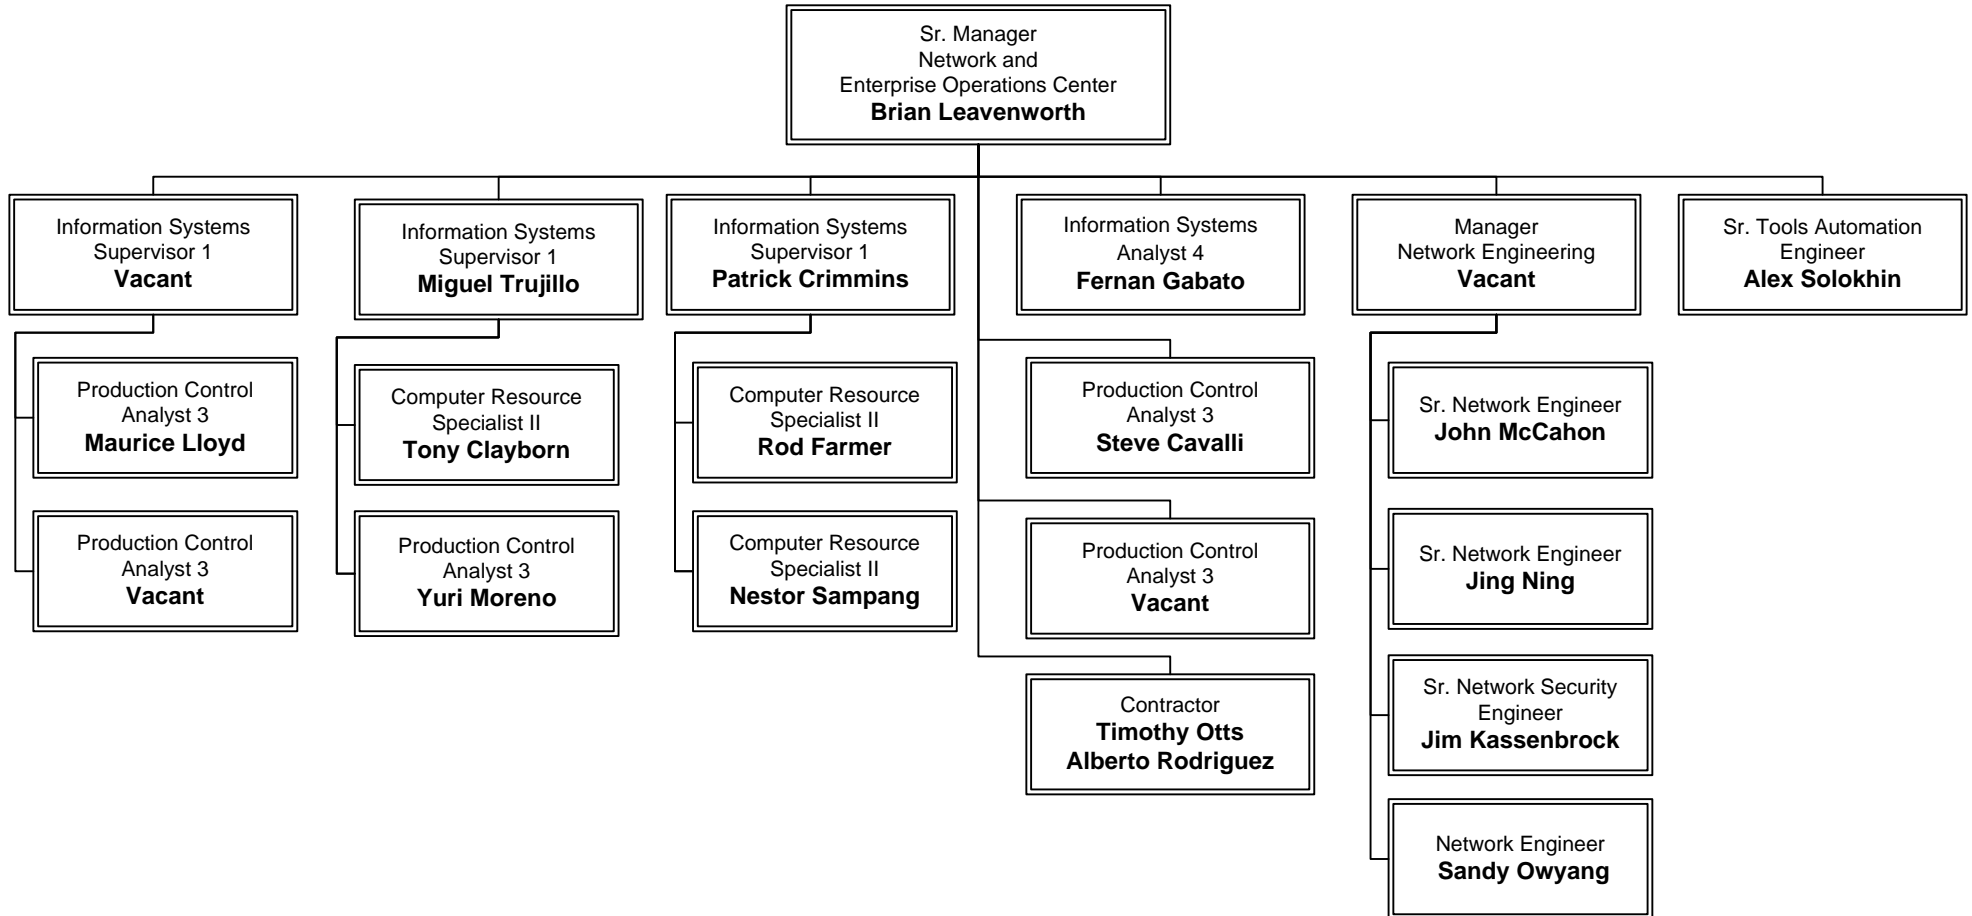 Sr. Manager
Network and
Enterprise Operations Center
Brian Leavenworth
Information Systems
Supervisor 1
Vacant
Information Systems
Supervisor 1
Miguel Trujillo
Information Systems
Supervisor 1
Patrick Crimmins
Information Systems
Analyst 4
Fernan Gabato
Manager
Network Engineering
Vacant
Sr. Tools Automation
Engineer
Alex Solokhin
Production Control
Analyst 3
Maurice Lloyd
Production Control
Analyst 3
Vacant
Computer Resource
Specialist II
Tony Clayborn
Production Control
Analyst 3
Yuri Moreno
Computer Resource
Specialist II
Rod Farmer
Computer Resource
Specialist II
Nestor Sampang
Production Control
Analyst 3
Steve Cavalli
Production Control
Analyst 3
Vacant
Contractor
Timothy Otts
Alberto Rodriguez
Sr. Network Engineer
John McCahon
Sr. Network Engineer
Jing Ning
Sr. Network Security
Engineer
Jim Kassenbrock
Network Engineer
Sandy Owyang